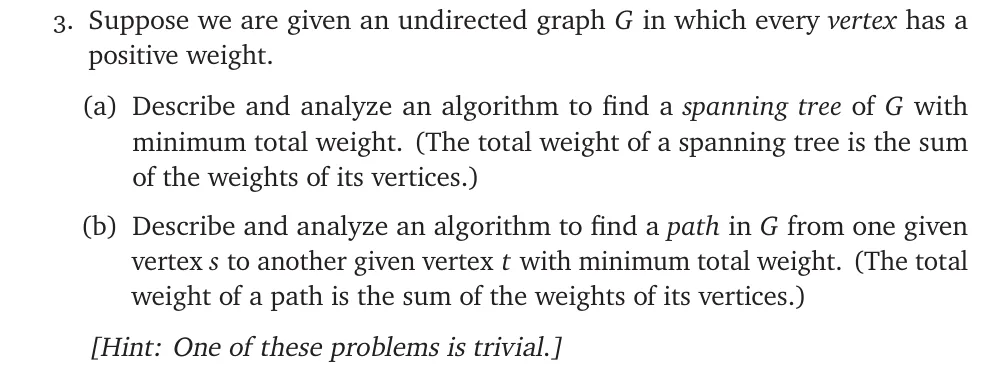 3. Suppose we are given an undirected graph G in which every vertex has a
positive weight.
(a) Describe and analyze an algorithm to find a spanning tree of G with
minimum total weight. (The total weight of a spanning tree is the sum
of the weights of its vertices.)
(b) Describe and analyze an algorithm to find a path in G from one given
vertex s to another given vertex t with minimum total weight. (The total
weight of a path is the sum of the weights of its vertices.)
[Hint: One of these problems is trivial.]